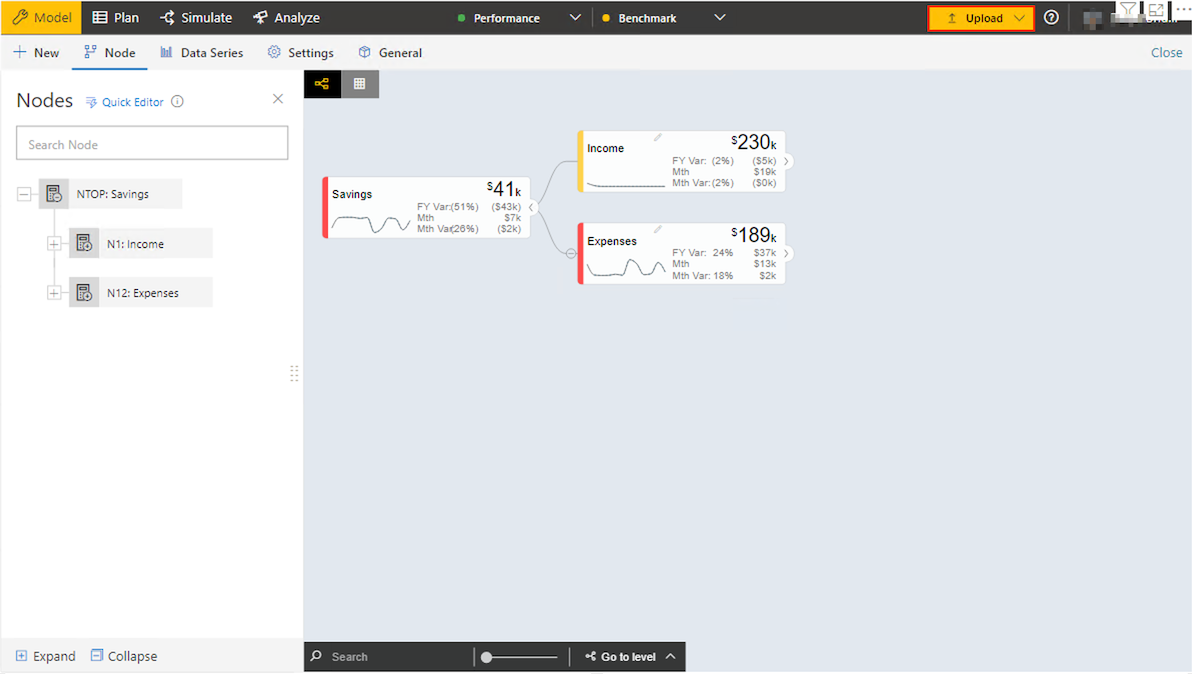 Model Plan Simulate Analyze Performance Benchmark Upload
New Node Data Series Settings General Close
Nodes Quick Editor
Search Node
NTOP: Savings
N1: Income
N12: Expenses
Expand Collapse
Savings $41k
FY Var:(51%) ($43k)
Mth $7k
Mth Var(26%) ($2k)
Income $230k
FY Var: (2%) ($5k)
Mth $19k
Mth Var:(2%) ($0k)
Expenses $189k
FY Var: 24% $37k
Mth $13k
Mth Var: 18% $2k
Search Go to level